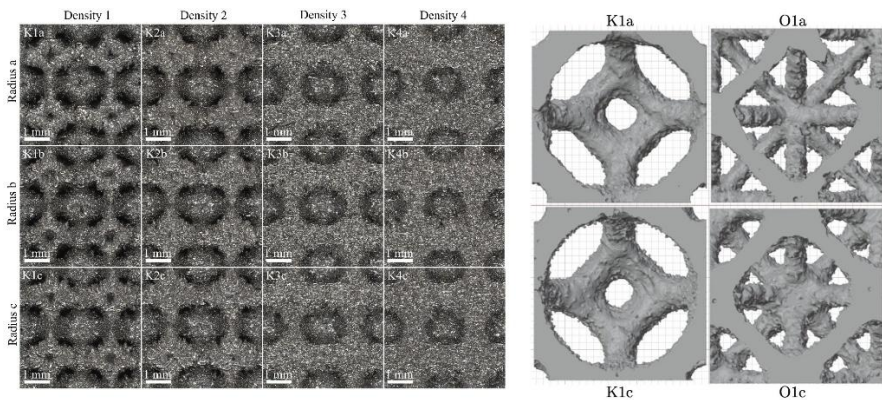 Density 1 Density 2 Density 3 Density 4
K1a O1a
Radius a
K1a K2a K3a K4a
1 mm 1 mm 1 mm 1 mm
Radius b
K1b K2b K3b K4b
1 mm 1 mm 1 mm 1 mm
Radius c
K1c K2c K3c K4c
1 mm 1 mm 1 mm 1 mm
K1c O1c